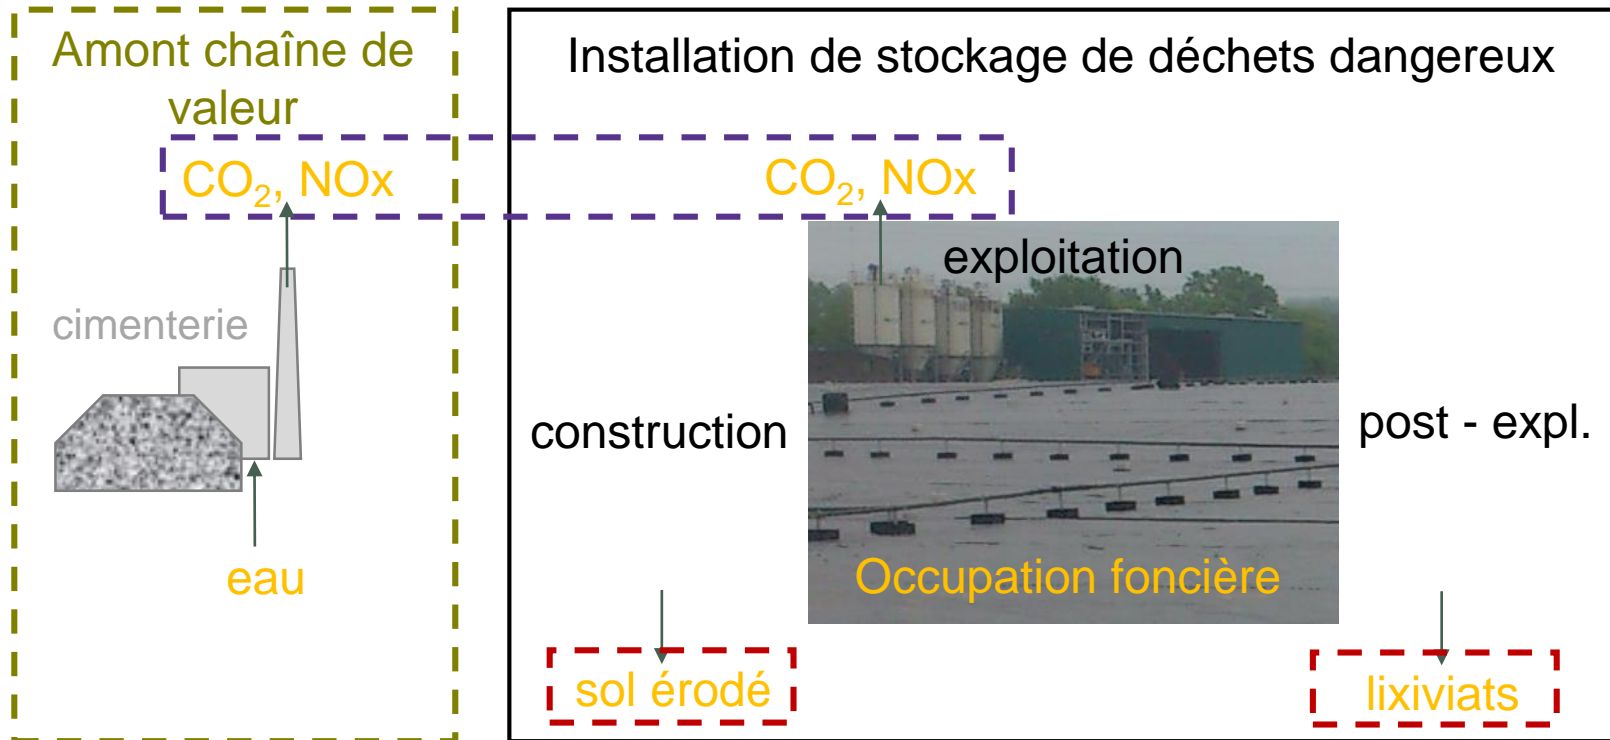 Amont chaîne de
valeur
CO₂, NOx
cimenterie
eau
Installation de stockage de déchets dangereux
CO₂, NOx
exploitation
construction
post - expl.
Occupation foncière
sol érodé
lixiviats